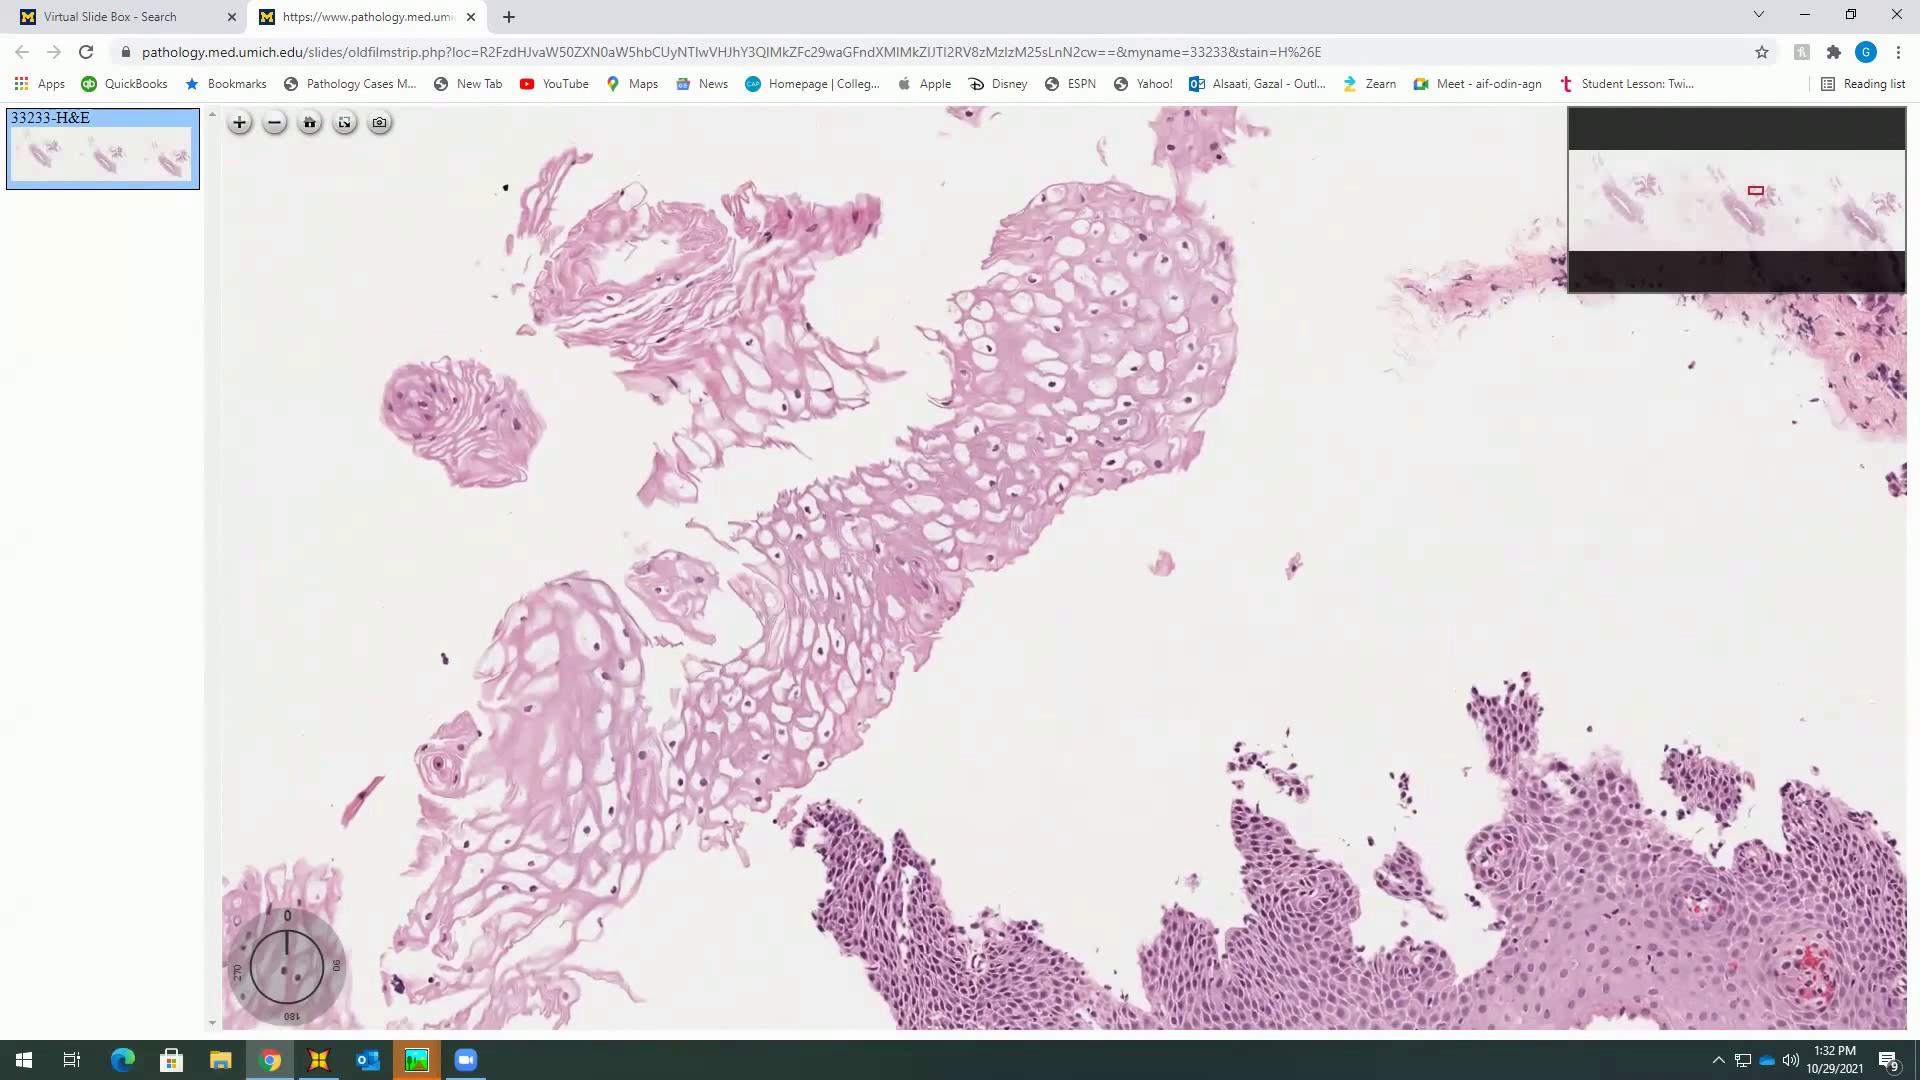 Virtual Slide Box - Search
https://www.pathology.med.umi
pathology.med.umich.edu/slides/oldfilmstrip.php?loc=R2FzdHJvaW50ZXN0aW5hbCUyNTIwVHJhY3QlMkZFc29waGFndXMlMkZlJTI2RV8zMzIzM25sLnN2cw==&myname=33233&stain=H%26E
Apps QuickBooks Bookmarks Pathology Cases M... New Tab YouTube Maps News Homepage | Colleg... Apple Disney ESPN Yahoo! Alsaati, Gazal - Outl... Zearn Meet - aif-odin-agn Student Lesson: Twi... Reading list
33233-H&E
0
90
180
270
1:32 PM
10/29/2021
9